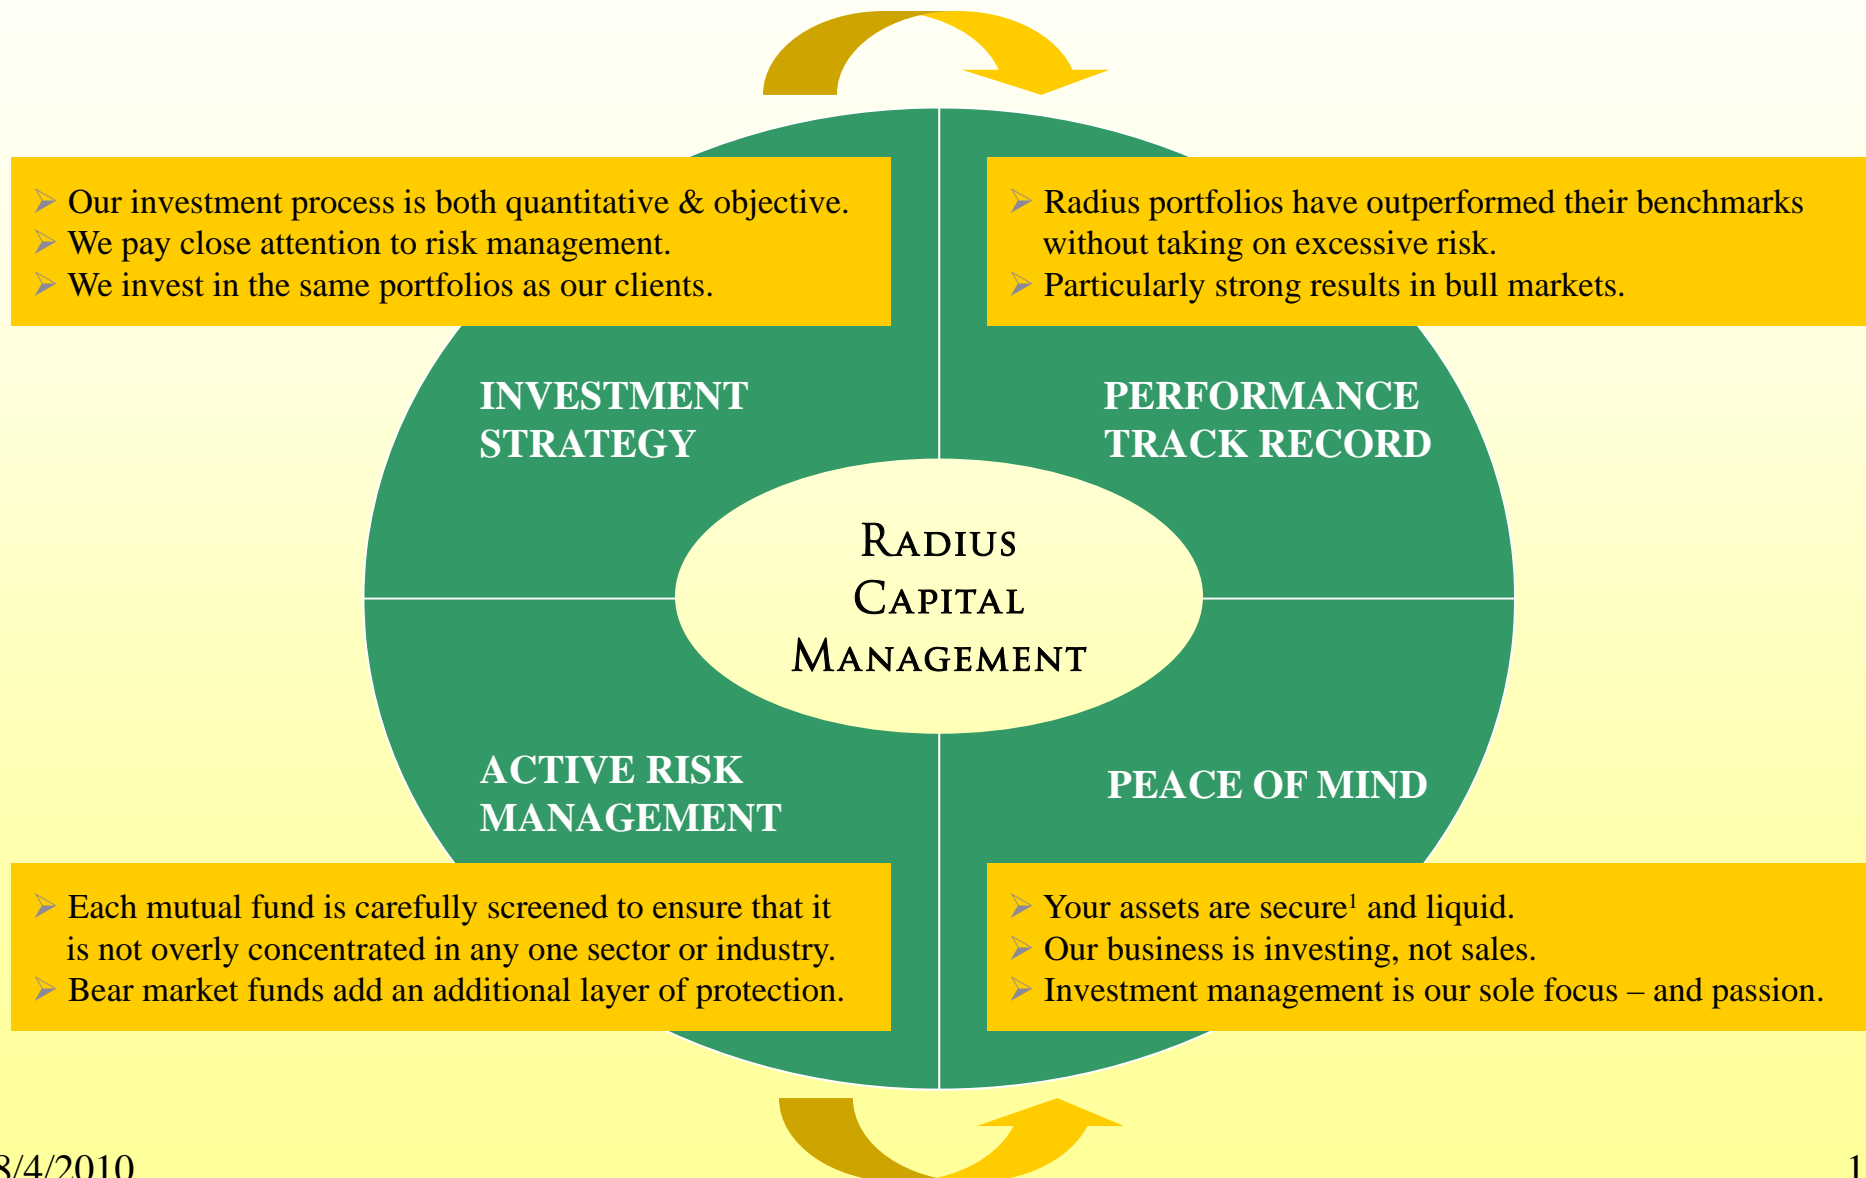 ➢ Our investment process is both quantitative & objective.
➢ We pay close attention to risk management.
➢ We invest in the same portfolios as our clients.
➢ Radius portfolios have outperformed their benchmarks
without taking on excessive risk.
➢ Particularly strong results in bull markets.
INVESTMENT
STRATEGY
PERFORMANCE
TRACK RECORD
RADIUS
CAPITAL
MANAGEMENT
ACTIVE RISK
MANAGEMENT
PEACE OF MIND
➢ Each mutual fund is carefully screened to ensure that it
is not overly concentrated in any one sector or industry.
➢ Bear market funds add an additional layer of protection.
➢ Your assets are secure¹ and liquid.
➢ Our business is investing, not sales.
➢ Investment management is our sole focus – and passion.
8/4/2010
1